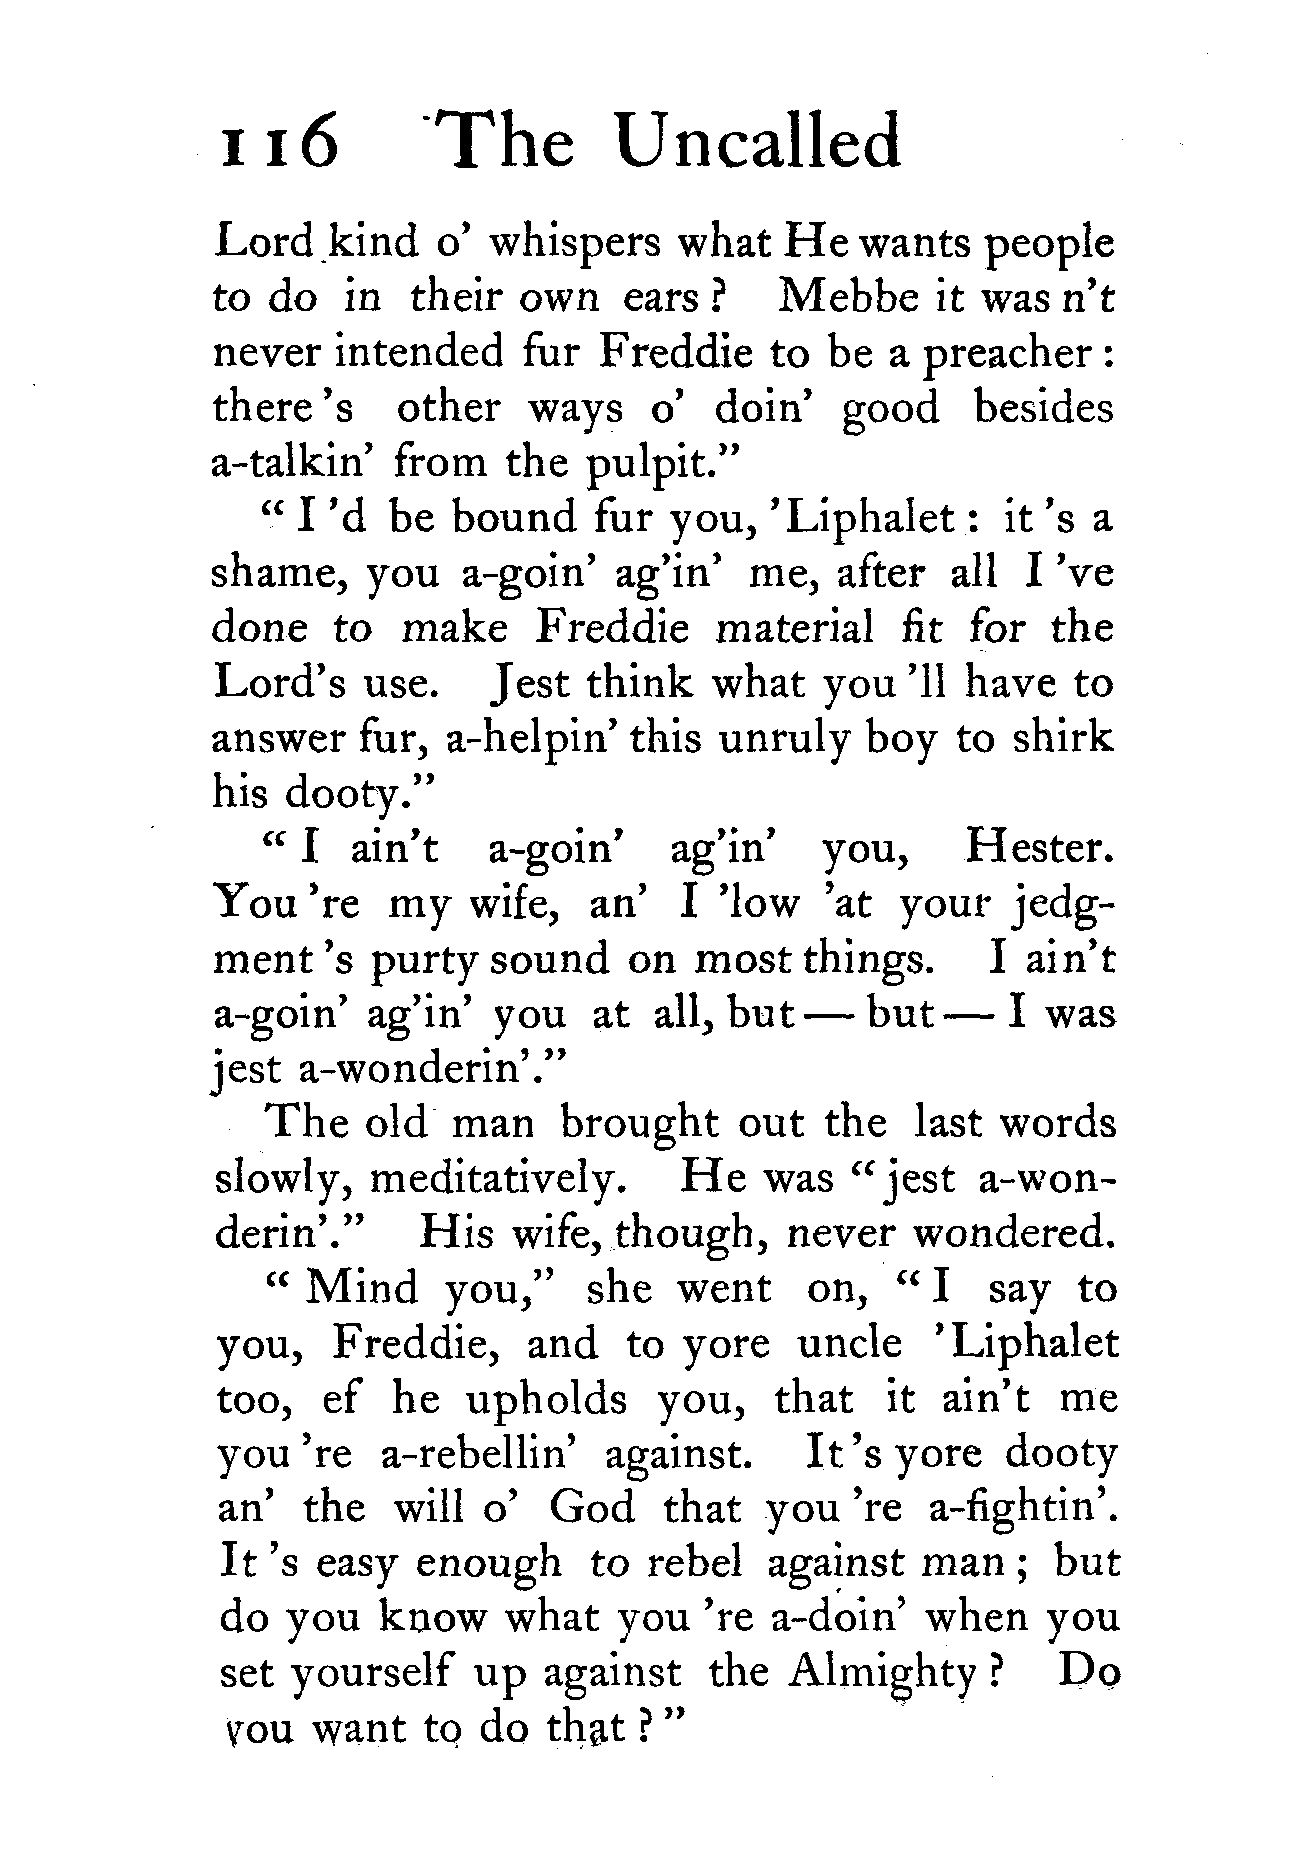 116 The Uncalled
Lord kind o' whispers what He wants people
to do in their own ears? Mebbe it was n't
never intended fur Freddie to be a preacher:
there 's other ways o' doin' good besides
a-talkin' from the pulpit."
"I 'd be bound fur you, 'Liphalet: it 's a
shame, you a-goin' ag'in' me, after all I 've
done to make Freddie material fit for the
Lord's use. Jest think what you 'll have to
answer fur, a-helpin' this unruly boy to shirk
his dooty."
"I ain't a-goin' ag'in' you, Hester.
You 're my wife, an' I 'low 'at your jedg-
ment 's purty sound on most things. I ain't
a-goin' ag'in' you at all, but — but — I was
jest a-wonderin'."
The old man brought out the last words
slowly, meditatively. He was "jest a-won-
derin'." His wife, though, never wondered.
"Mind you," she went on, "I say to
you, Freddie, and to yore uncle 'Liphalet
too, ef he upholds you, that it ain't me
you 're a-rebellin' against. It 's yore dooty
an' the will o' God that you 're a-fightin'.
It 's easy enough to rebel against man; but
do you know what you 're a-doin' when you
set yourself up against the Almighty? Do
you want to do that?"